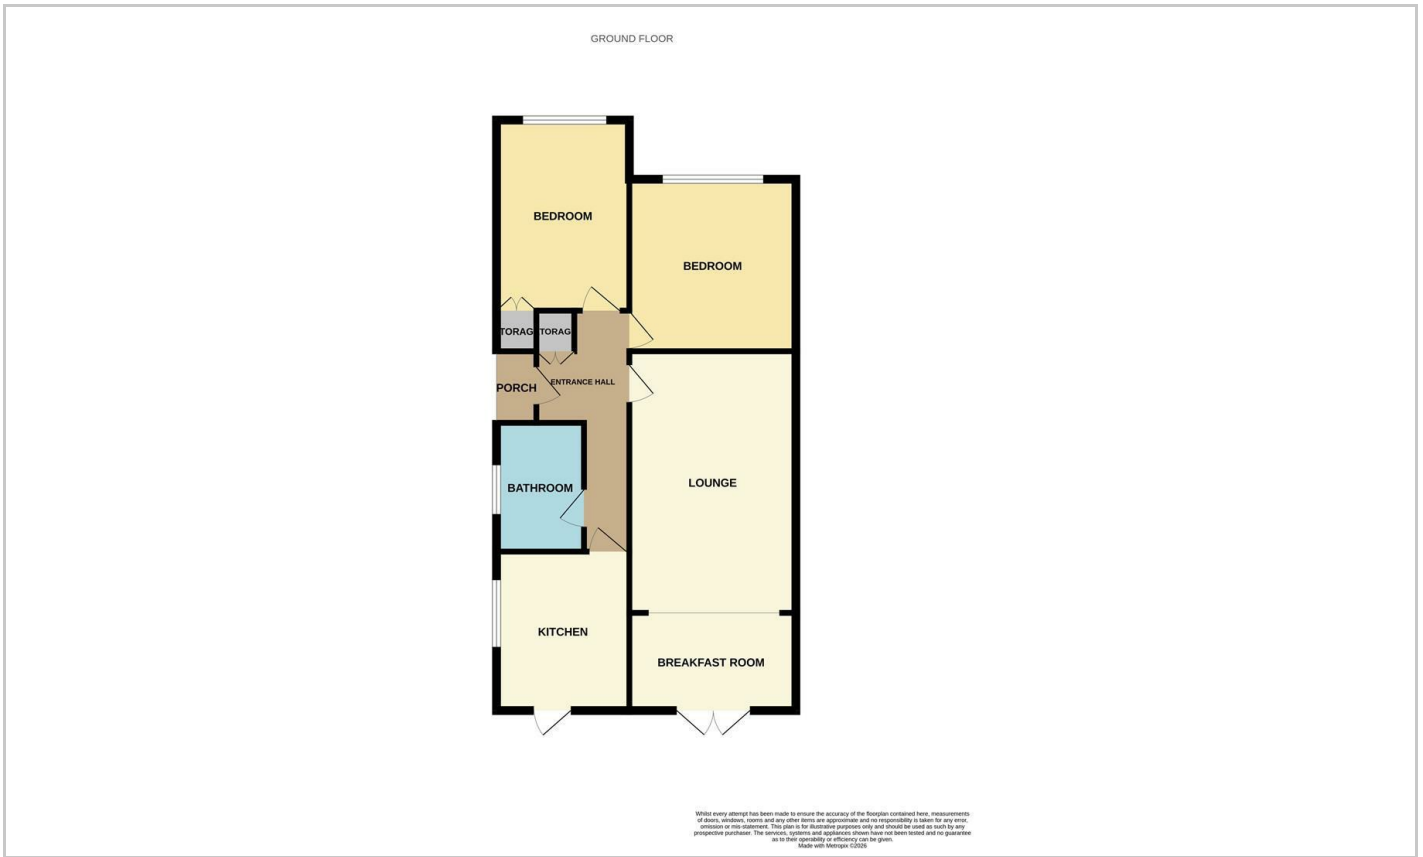 GROUND FLOOR
BEDROOM
BEDROOM
TORAG
TORAG
PORCH
ENTRANCE HALL
BATHROOM
LOUNGE
KITCHEN
BREAKFAST ROOM
Whilst every attempt has been made to ensure the accuracy of the floorplan contained here, measurements
of doors, windows, rooms and any other items are approximate and no responsibility is taken for any error,
omission or mis-statement. This plan is for illustrative purposes only and should be used as such by any
prospective purchaser. The services, systems and appliances shown have not been tested and no guarantee
as to their operability or efficiency can be given.
Made with Metropix ©2026